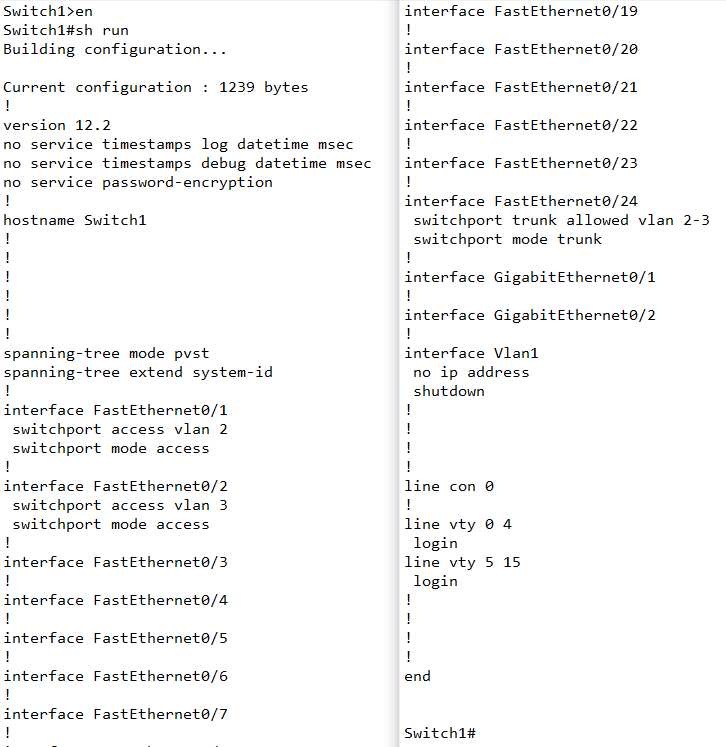 Switch1>en
Switch1#sh run
Building configuration...
Current configuration : 1239 bytes
!
version 12.2
no service timestamps log datetime msec
no service timestamps debug datetime msec
no service password-encryption
!
hostname Switch1
!
!
!
!
!
!
spanning-tree mode pvst
spanning-tree extend system-id
!
interface FastEthernet0/1
 switchport access vlan 2
 switchport mode access
!
interface FastEthernet0/2
 switchport access vlan 3
 switchport mode access
!
interface FastEthernet0/3
!
interface FastEthernet0/4
!
interface FastEthernet0/5
!
interface FastEthernet0/6
!
interface FastEthernet0/7
!
interface FastEthernet0/19
!
interface FastEthernet0/20
!
interface FastEthernet0/21
!
interface FastEthernet0/22
!
interface FastEthernet0/23
!
interface FastEthernet0/24
 switchport trunk allowed vlan 2-3
 switchport mode trunk
!
interface GigabitEthernet0/1
!
interface GigabitEthernet0/2
!
interface Vlan1
 no ip address
 shutdown
!
!
!
!
line con 0
!
line vty 0 4
 login
line vty 5 15
 login
!
!
!
!
end
Switch1#